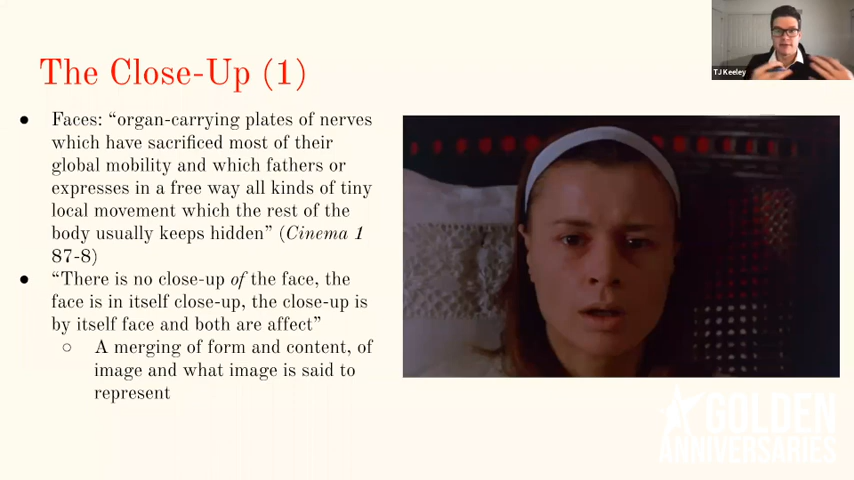 The Close-Up (1)
TJ Keeley
● Faces: “organ-carrying plates of nerves
which have sacrificed most of their
global mobility and which fathers or
expresses in a free way all kinds of tiny
local movement which the rest of the
body usually keeps hidden” (Cinema 1
87-8)
● “There is no close-up of the face, the
face is in itself close-up, the close-up is
by itself face and both are affect”
○ A merging of form and content, of
image and what image is said to
represent
GOLDEN
ANNIVERSARIES